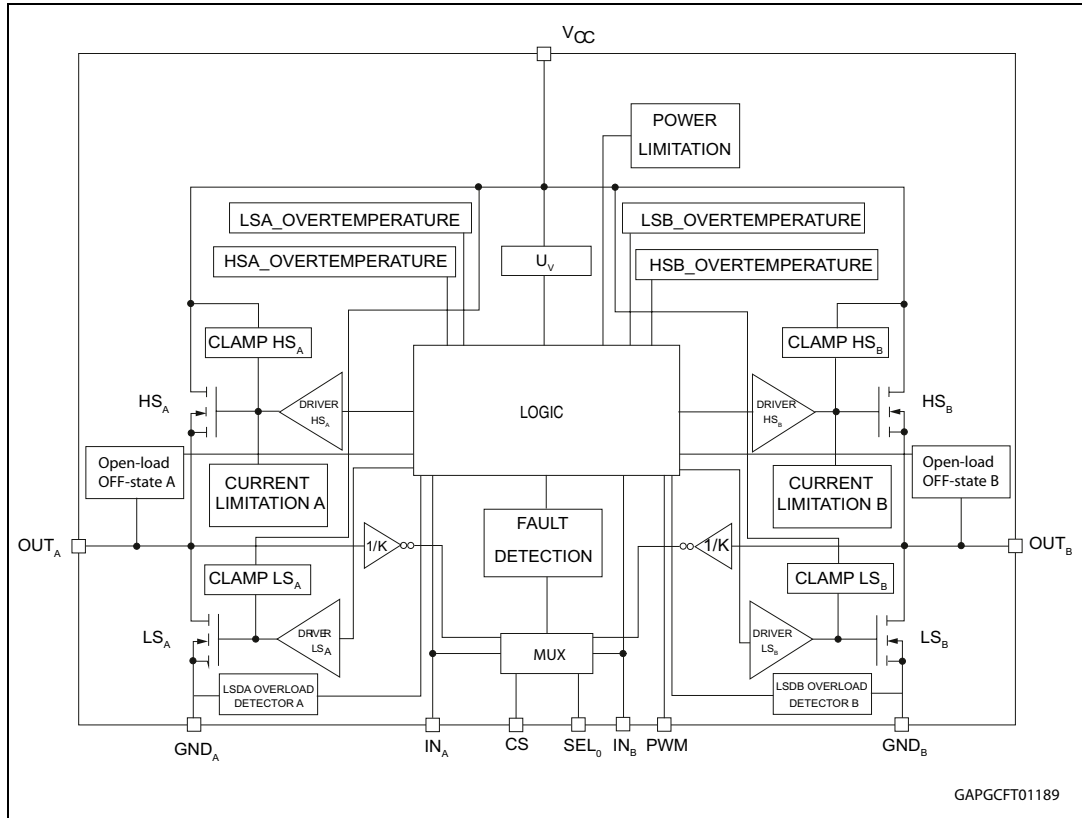 VCC
POWER
LIMITATION
LSA_OVERTEMPERATURE
LSB_OVERTEMPERATURE
HSA_OVERTEMPERATURE
UV
HSB_OVERTEMPERATURE
CLAMP HSA
CLAMP HSB
HSA
DRIVER
HSA
LOGIC
DRIVER
HSB
HSB
Open-load
OFF-state A
CURRENT
LIMITATION A
CURRENT
LIMITATION B
Open-load
OFF-state B
FAULT
DETECTION
OUTA
1/K
1/K
OUTB
CLAMP LSA
CLAMP LSB
LSA
DRIVER
LSA
MUX
DRIVER
LSB
LSB
LSDA OVERLOAD
DETECTOR A
LSDB OVERLOAD
DETECTOR B
GNDA
INA
CS
SEL0
INB
PWM
GNDB
GAPGCFT01189